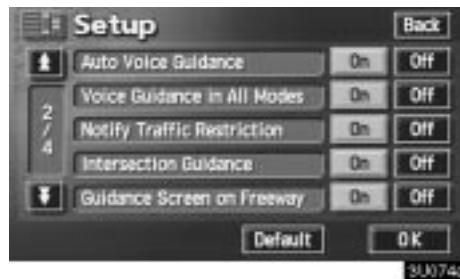 Setup Back
Auto Voice Guidance On Off
Voice Guidance in All Modes On Off
2 / 4
Notify Traffic Restriction On Off
Intersection Guidance On Off
Guidance Screen on Freeway On Off
Default OK